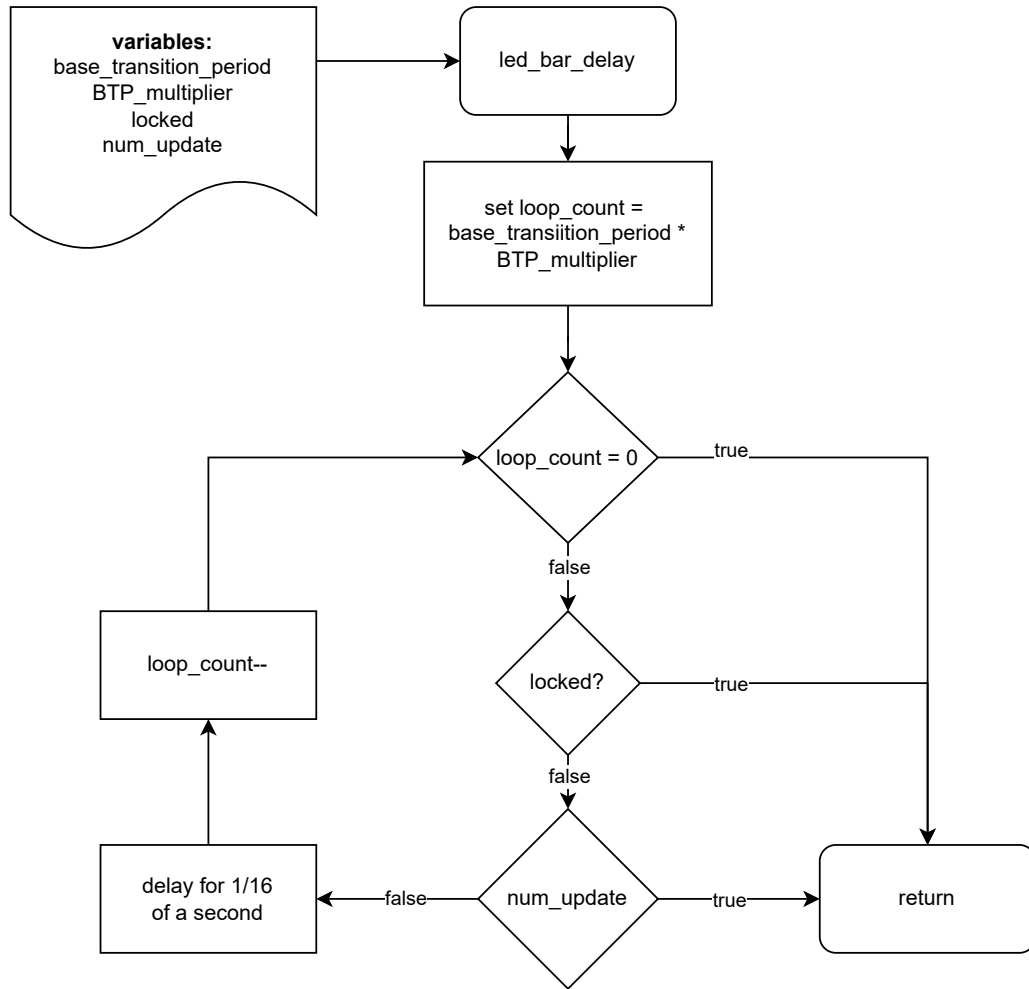 variables:
base_transition_period
BTP_multiplier
locked
num_update
led_bar_delay
set loop_count =
base_transiition_period *
BTP_multiplier
loop_count = 0
true
false
loop_count--
locked?
true
false
delay for 1/16
of a second
false
num_update
true
return